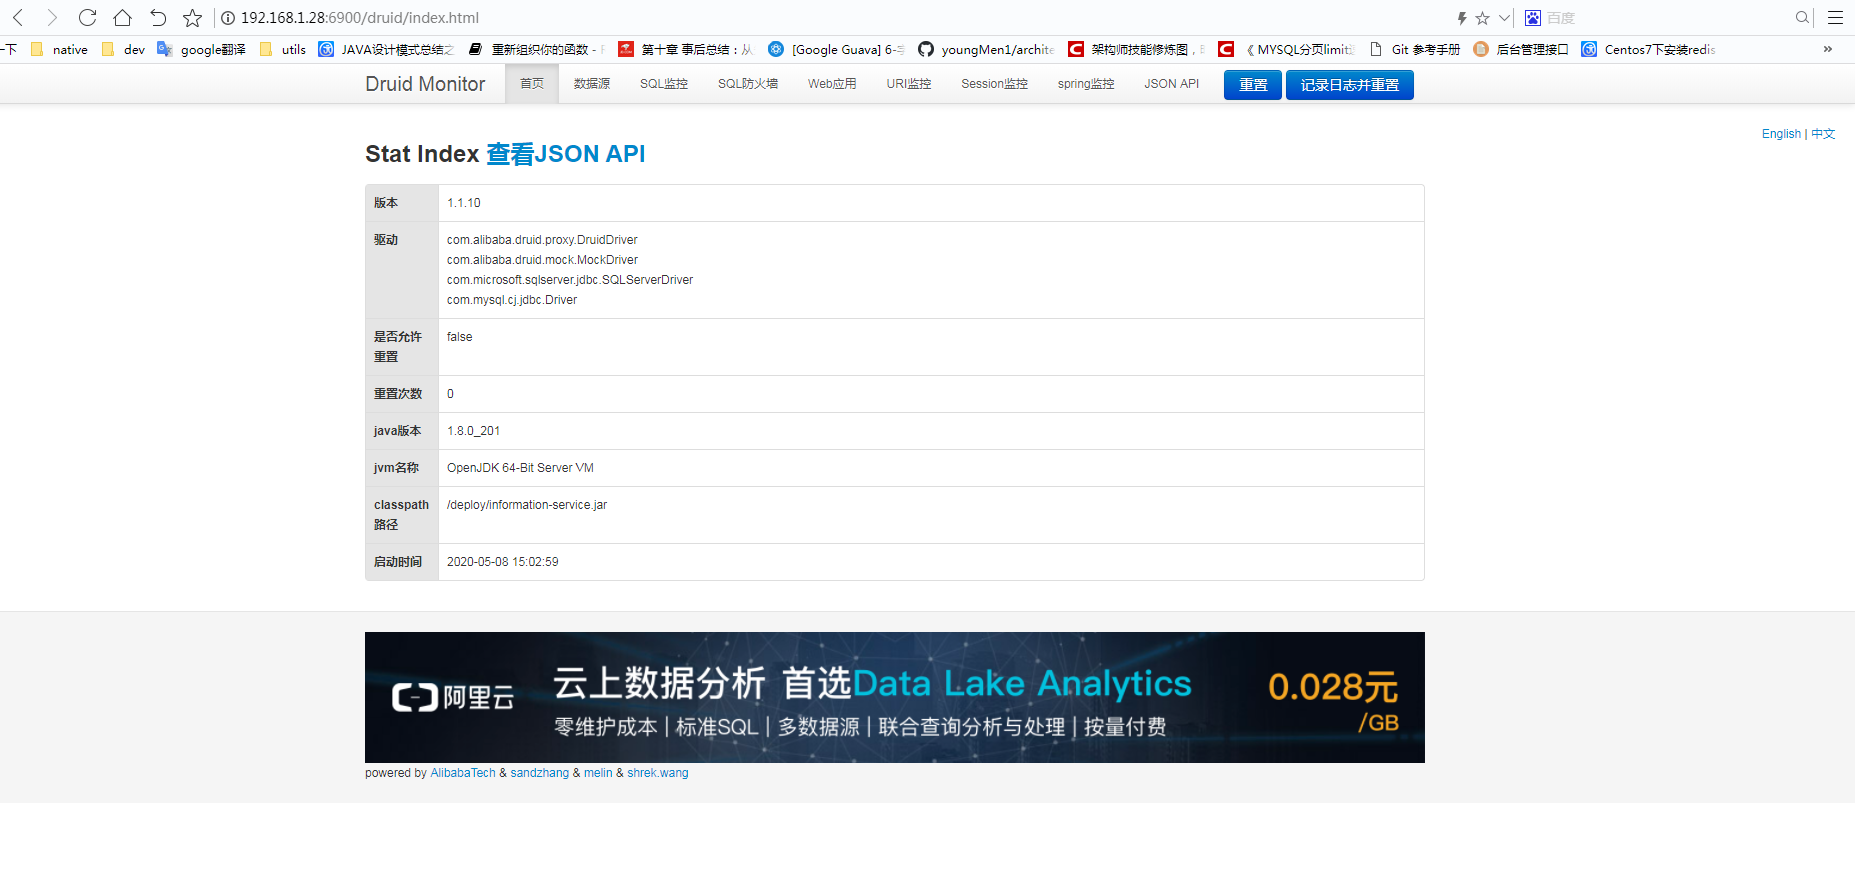 192.168.1.28:6900/druid/index.html
百度
一下 native dev google翻译 utils JAVA设计模式总结之 重新组织你的函数 - 第十章 事后总结：从 [Google Guava] 6- youngMen1/archite 架构师技能修炼图， 《 MYSQL分页limit Git 参考手册 后台管理接口 Centos7下安装redis »
Druid Monitor 首页 数据源 SQL监控 SQL防火墙 Web应用 URI监控 Session监控 spring监控 JSON API 重置 记录日志并重置
English | 中文
Stat Index 查看JSON API
版本 1.1.10
驱动 com.alibaba.druid.proxy.DruidDriver
com.alibaba.druid.mock.MockDriver
com.microsoft.sqlserver.jdbc.SQLServerDriver
com.mysql.cj.jdbc.Driver
是否允许重置 false
重置次数 0
java版本 1.8.0_201
jvm名称 OpenJDK 64-Bit Server VM
classpath路径 /deploy/information-service.jar
启动时间 2020-05-08 15:02:59
阿里云 云上数据分析 首选Data Lake Analytics 0.028元
零维护成本 | 标准SQL | 多数据源 | 联合查询分析与处理 | 按量付费 /GB
powered by AlibabaTech & sandzhang & melin & shrek.wang